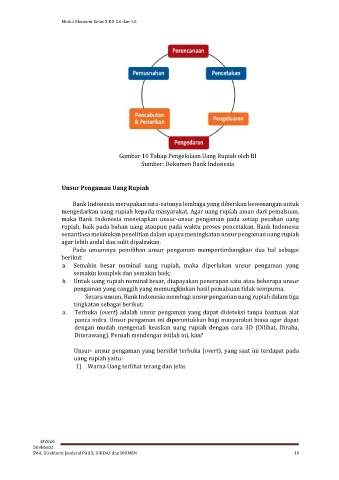 Modul Ekonomi Kelas X KD 3.6 dan 4.6
Perencanaan
Pemusnahan
Pencetakan
Pencabutan
& Penarikan
Pengeluaran
Pengedaran
Gambar 10 Tahap Pengelolaan Uang Rupiah oleh BI
Sumber: Dokumen Bank Indonesia
Unsur Pengaman Uang Rupiah
Bank Indonesia merupakan satu-satunya lembaga yang diberikan kewenangan untuk
mengedarkan uang rupiah kepada masyarakat. Agar uang rupiah aman dari pemalsuan,
maka Bank Indonesia menetapkan unsur-unsur pengaman pada setiap pecahan uang
rupiah, baik pada bahan uang ataupun pada waktu proses pencetakan. Bank Indonesia
senantiasa melakukan penelitian dalam upaya meningkatan unsur pengaman uang rupiah
agar lebih andal dan sulit dipalsukan.
Pada umumnya pemilihan unsur pengaman mempertimbangkan dua hal sebagai
berikut:
a. Semakin besar nominal uang rupiah, maka diperlukan unsur pengaman yang
semakin komplek dan semakin baik;
b. Untuk uang rupiah nominal besar, diupayakan penerapan satu atau beberapa unsur
pengaman yang canggih yang memungkinkan hasil pemalsuan tidak sempurna.
Secara umum, Bank Indonesia membagi unsur pengaman uang rupiah dalam tiga
tingkatan sebagai berikut:
a. Terbuka (overt) adalah unsur pengaman yang dapat dideteksi tanpa bantuan alat
panca indra. Unsur pengaman ini diperuntukkan bagi masyarakat biasa agar dapat
dengan mudah mengenali keaslian uang rupiah dengan cara 3D (Dilihat, Diraba,
Diterawang). Pernah mendengar istilah ini, kan?
Unsur- unsur pengaman yang bersifat terbuka (overt), yang saat ini terdapat pada
uang rupiah yaitu:
1) Warna Uang terlihat terang dan jelas
@2020,
Direktorat
SMA, Direktorat Jenderal PAUD, DIKDAS dan DIKMEN
18